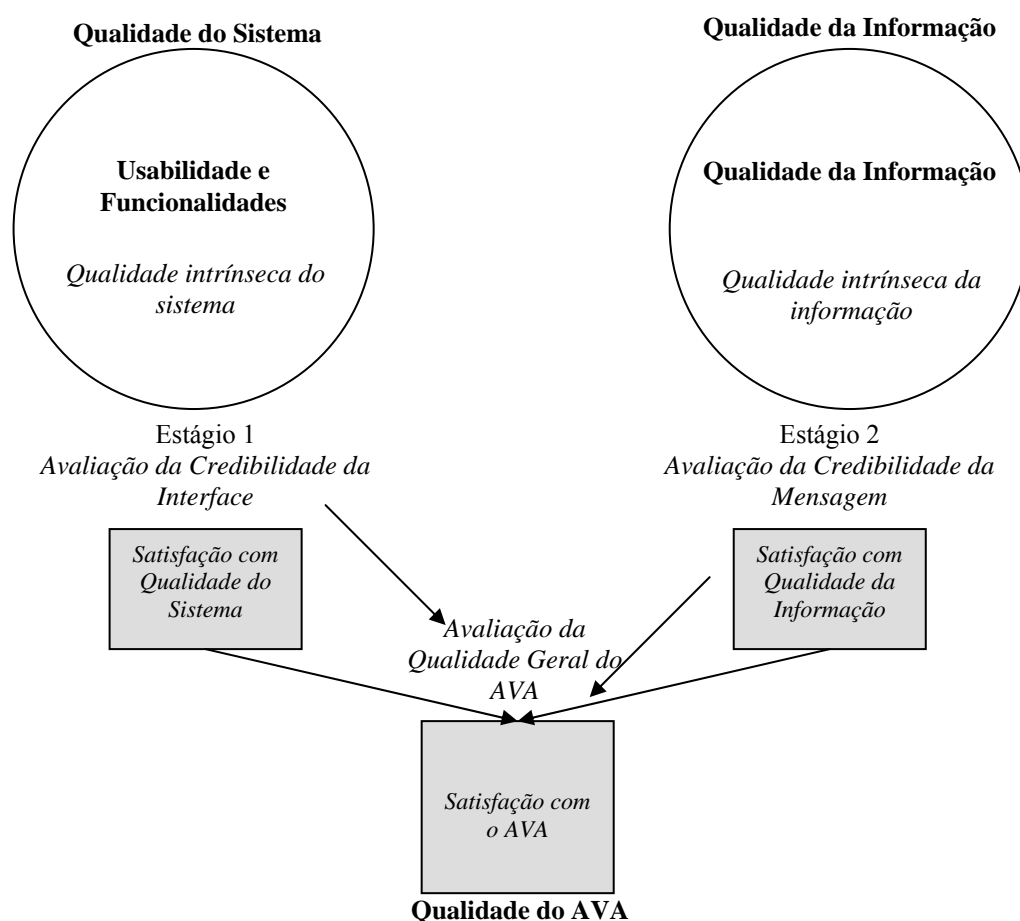 Qualidade do Sistema
Usabilidade e
Funcionalidades
Qualidade intrínseca do
sistema
Estágio 1
Avaliação da Credibilidade da
Interface
Satisfação com
Qualidade do
Sistema
Qualidade da Informação
Qualidade da Informação
Qualidade intrínseca da
informação
Estágio 2
Avaliação da Credibilidade da
Mensagem
Satisfação com
Qualidade da
Informação
Avaliação da
Qualidade Geral do
AVA
Satisfação com
o AVA
Qualidade do AVA